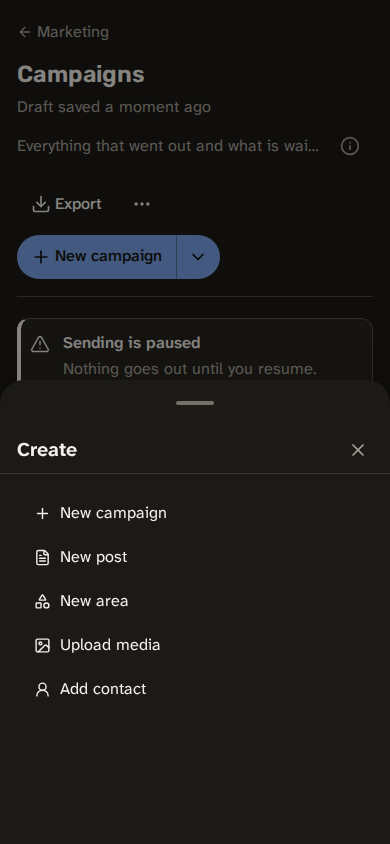 Marketing
Campaigns
Draft saved a moment ago
Everything that went out and what is wai...
Export
New campaign
Sending is paused
Nothing goes out until you resume.
Create
New campaign
New post
New area
Upload media
Add contact